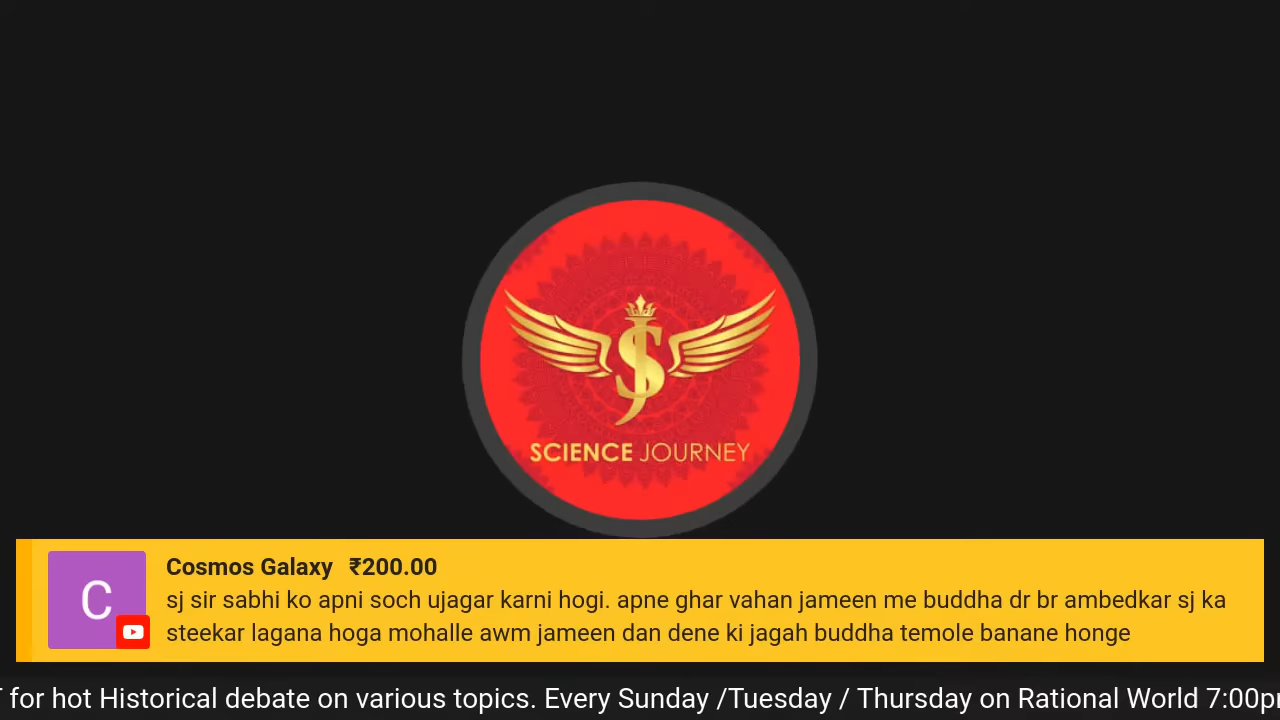 SJ
SCIENCE JOURNEY
C
Cosmos Galaxy ₹200.00
sj sir sabhi ko apni soch ujagar karni hogi. apne ghar vahan jameen me buddha dr br ambedkar sj ka
steekar lagana hoga mohalle awm jameen dan dene ki jagah buddha temole banane honge
for hot Historical debate on various topics. Every Sunday /Tuesday / Thursday on Rational World 7:00p